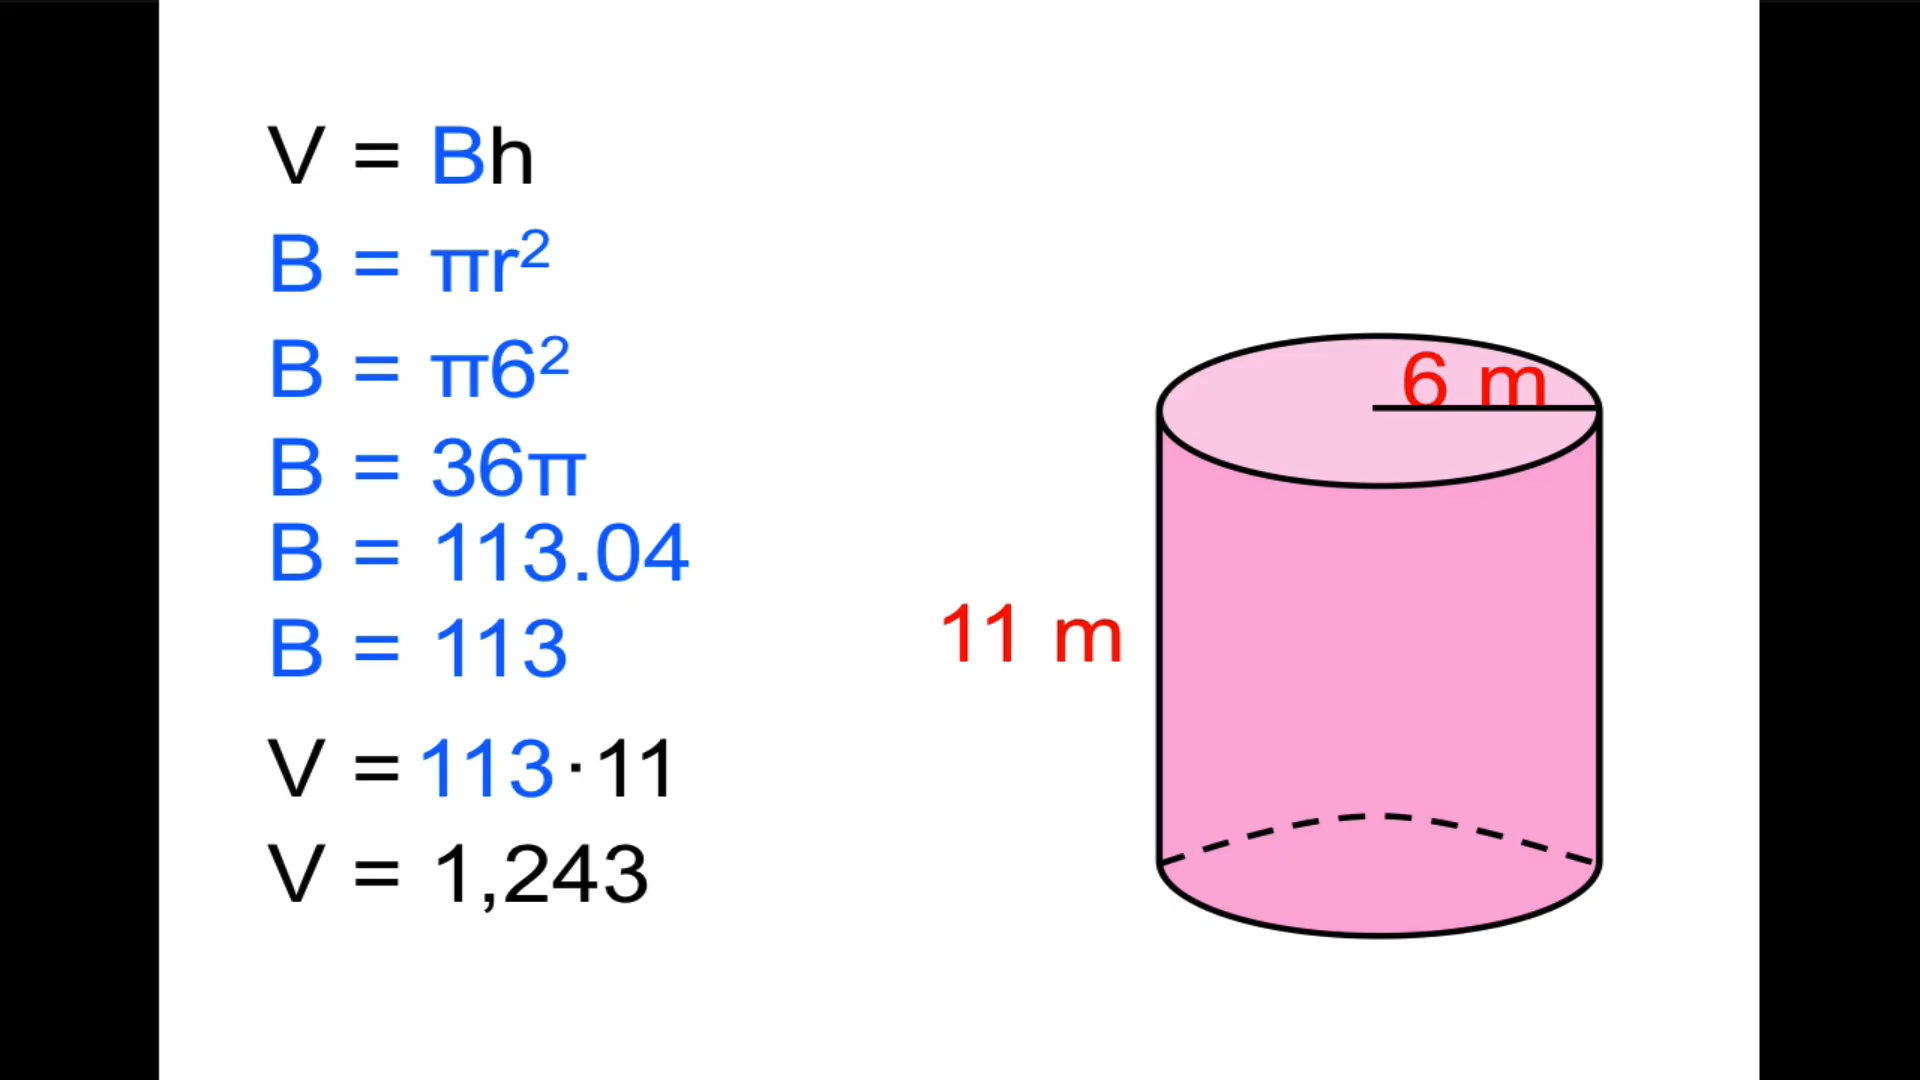 V = Bh
B = πr²
B = π6²
B = 36π
B = 113.04
B = 113
V = 113·11
V = 1,243
6 m
11 m